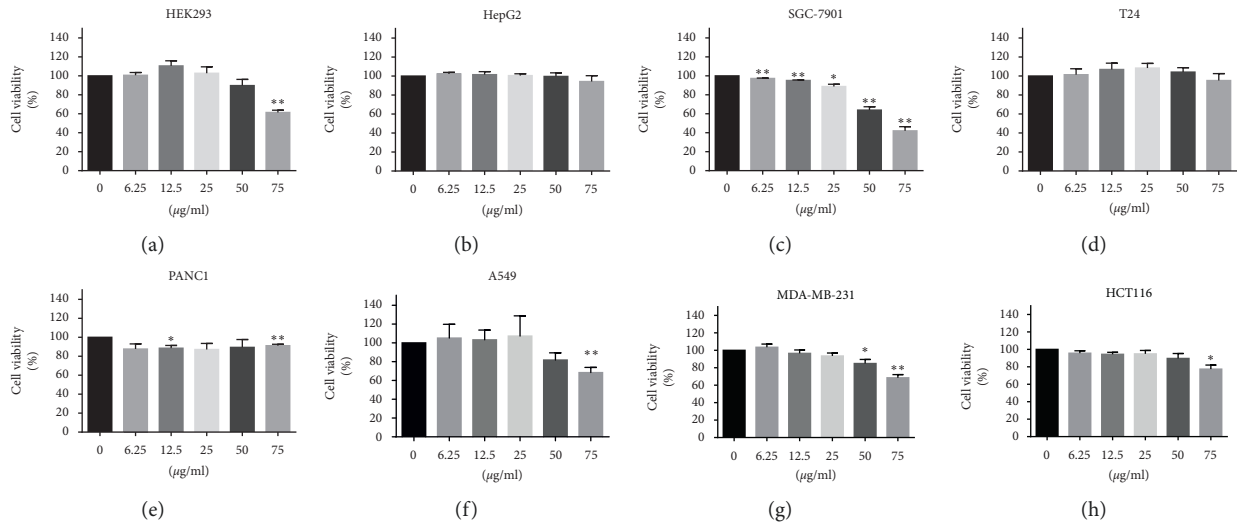 HEK293
Cell viability
(%)
140
120
100
80
60
40
20
0
**
0 6.25 12.5 25 50 75
(μg/ml)
(a)
HepG2
Cell viability
(%)
140
120
100
80
60
40
20
0
0 6.25 12.5 25 50 75
(μg/ml)
(b)
SGC-7901
Cell viability
(%)
140
120
100
80
60
40
20
0
** ** * ** **
0 6.25 12.5 25 50 75
(μg/ml)
(c)
T24
Cell viability
(%)
140
120
100
80
60
40
20
0
0 6.25 12.5 25 50 75
(μg/ml)
(d)
PANC1
Cell viability
(%)
140
120
100
80
60
40
20
0
* **
0 6.25 12.5 25 50 75
(μg/ml)
(e)
A549
Cell viability
(%)
140
120
100
80
60
40
20
0
**
0 6.25 12.5 25 50 75
(μg/ml)
(f)
MDA-MB-231
Cell viability
(%)
140
120
100
80
60
40
20
0
* **
0 6.25 12.5 25 50 75
(μg/ml)
(g)
HCT116
Cell viability
(%)
140
120
100
80
60
40
20
0
*
0 6.25 12.5 25 50 75
(μg/ml)
(h)